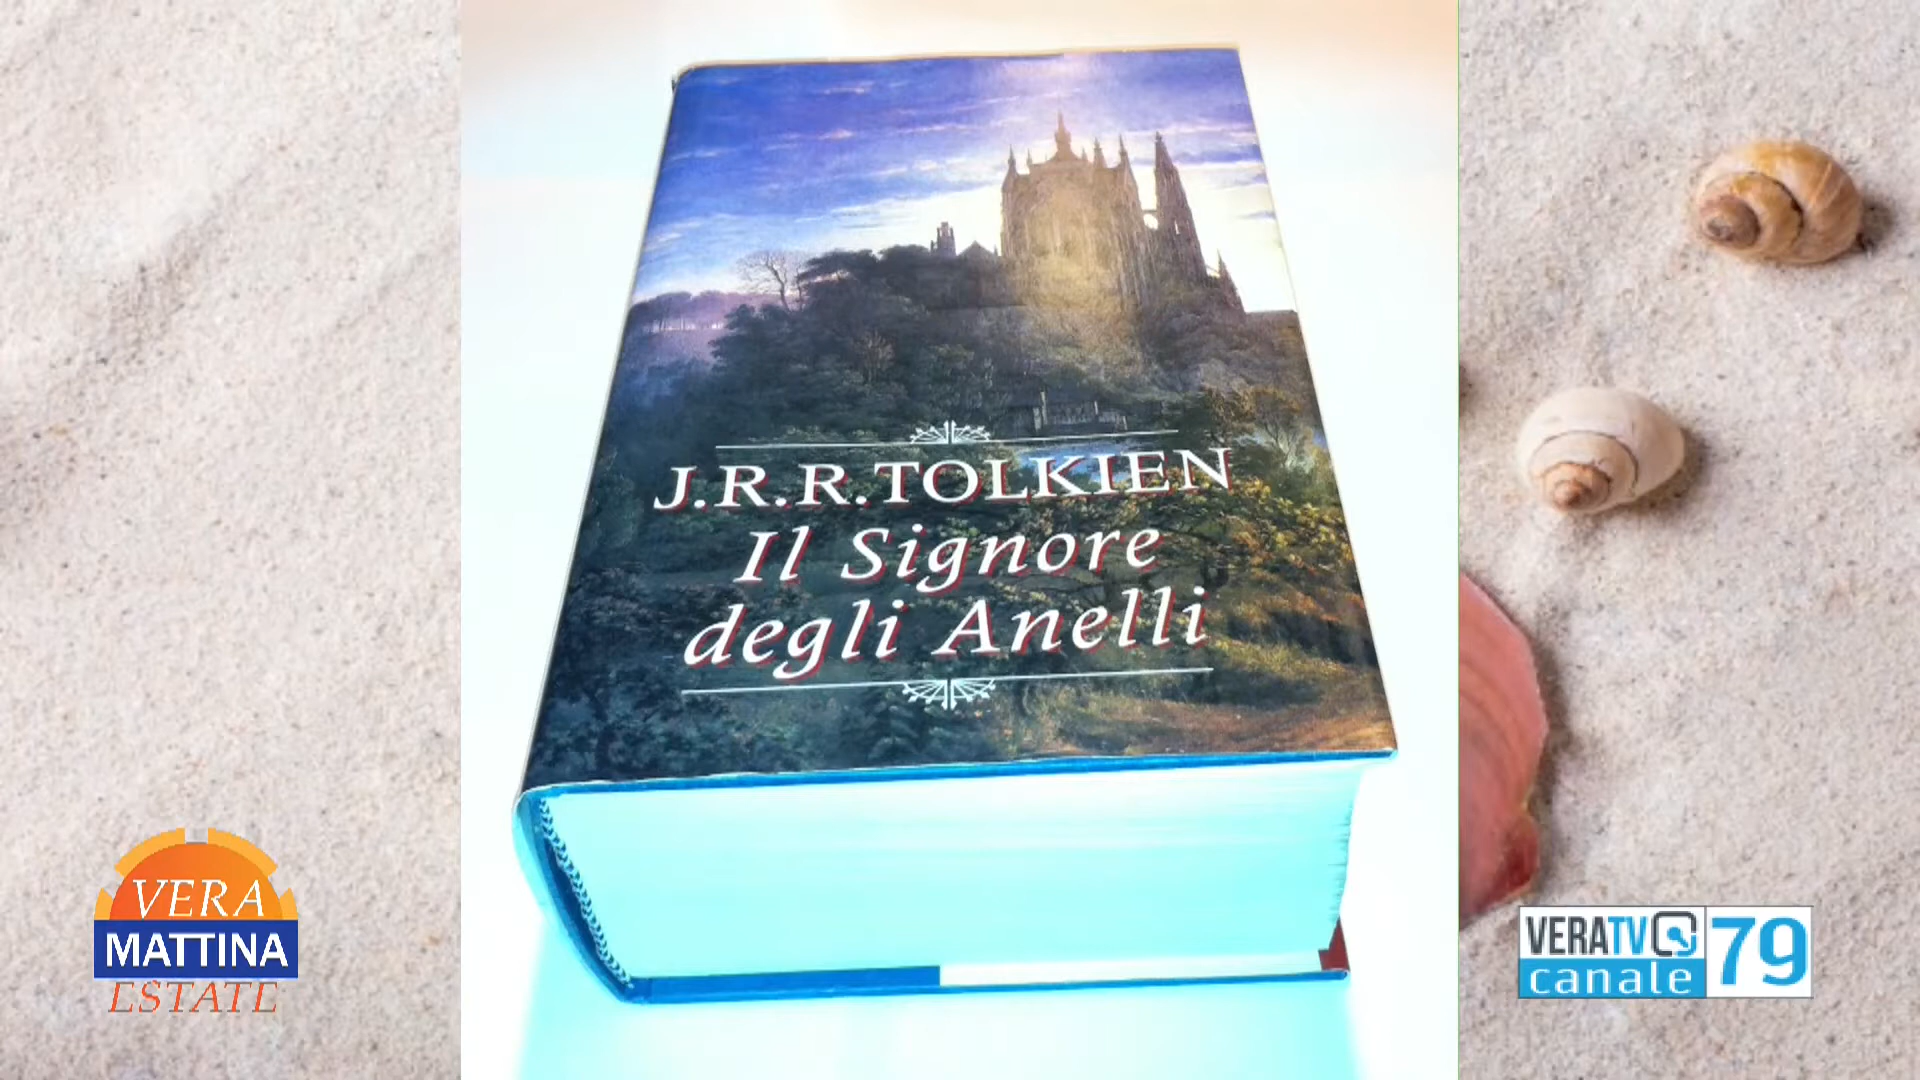 J.R.R.TOLKIEN
Il Signore
degli Anelli
VERA
MATTINA
ESTATE
VERATV
canale
79